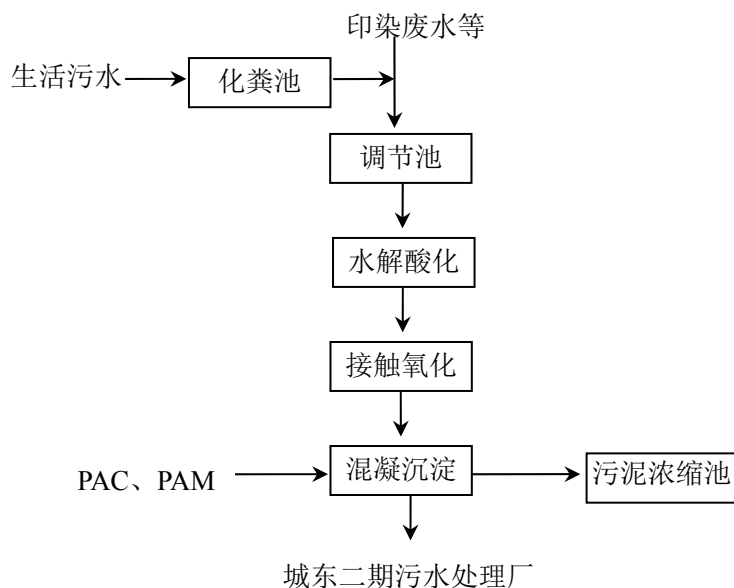 印染废水等
生活污水
化粪池
调节池
水解酸化
接触氧化
PAC、PAM
混凝沉淀
污泥浓缩池
城东二期污水处理厂